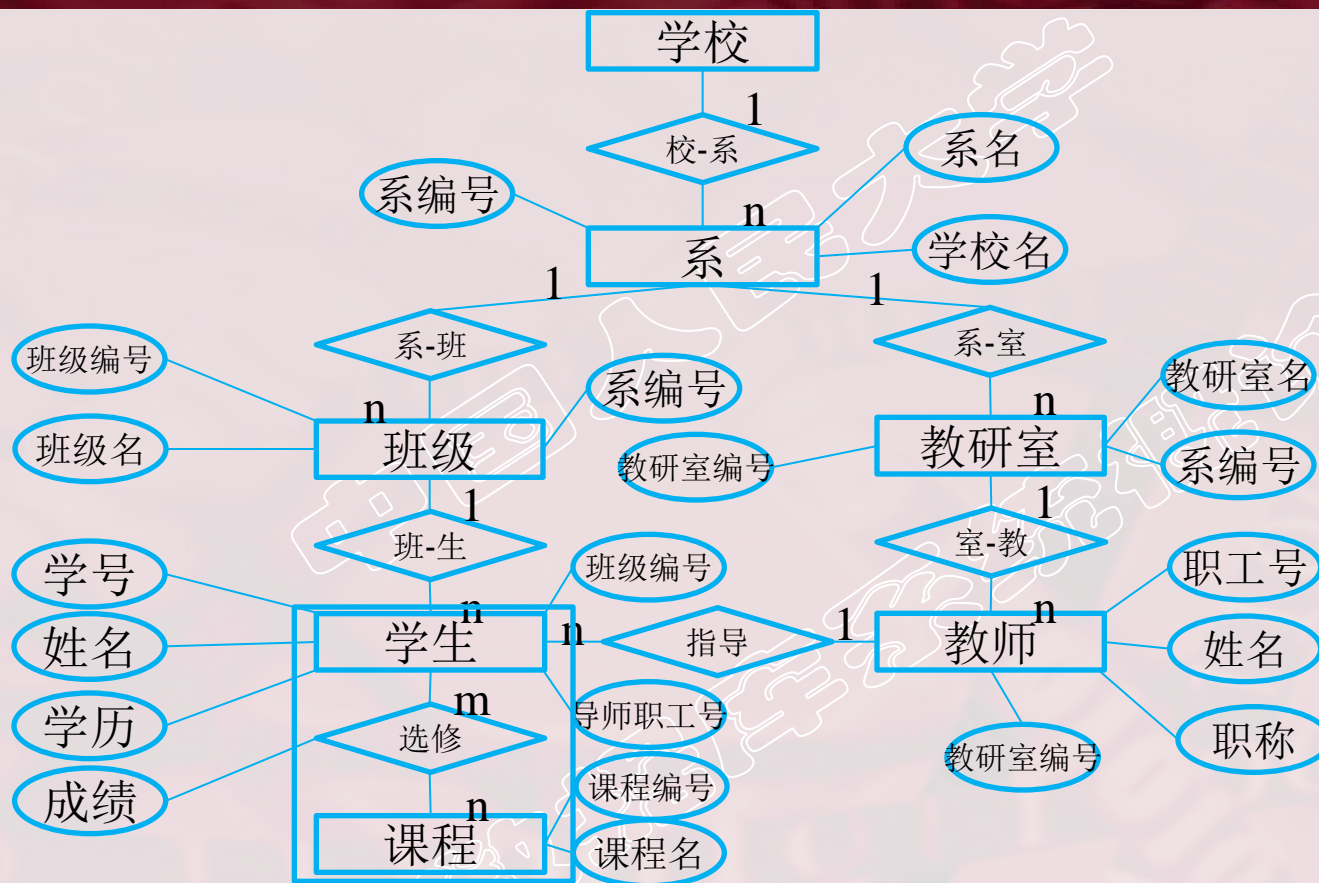 学校
1
校-系
系名
系编号
n
系
学校名
1
1
系-班
系-室
班级编号
系编号
教研室名
n
n
班级名
班级
教研室编号
教研室
系编号
1
1
班-生
室-教
学号
班级编号
职工号
n
n
姓名
学生
n
指导
1
教师
姓名
学历
m
导师职工号
选修
教研室编号
职称
成绩
课程编号
n
课程
课程名